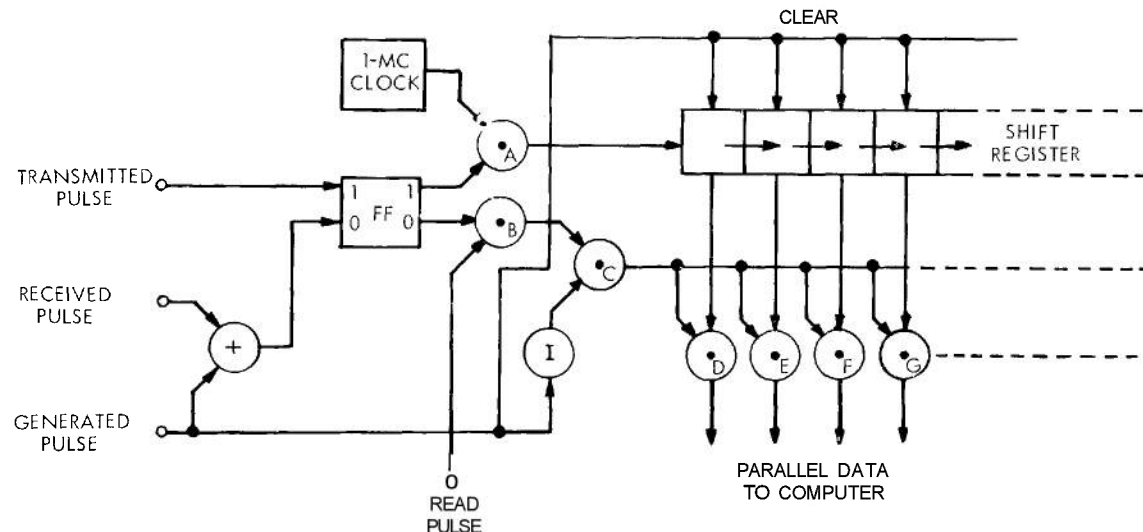 CLEAR
1-MC
CLOCK
A
SHIFT
REGISTER
TRANSMITTED
PULSE
1 1
FF
0 0
B
C
RECEIVED
PULSE
+
I
D
E
F
G
GENERATED
PULSE
READ
PULSE
PARALLEL DATA
TO COMPUTER